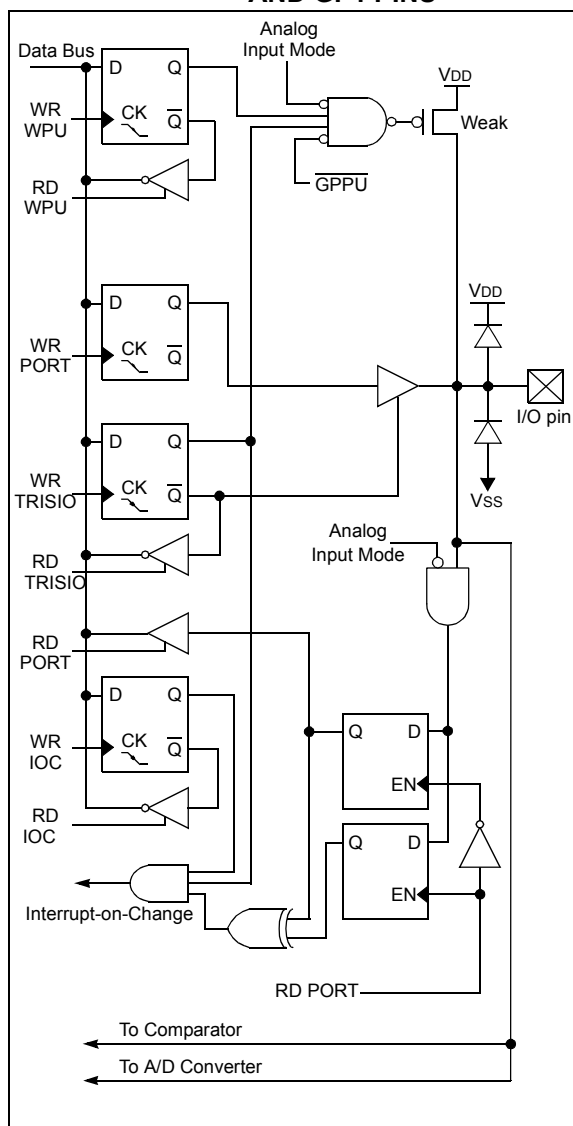 AND GP1 PINS
Analog
Input Mode
Data Bus
D Q
VDD
WR
WPU
CK Q̅
Weak
RD
WPU
G̅P̅P̅U̅
D Q
VDD
WR
PORT
CK Q̅
I/O pin
D Q
WR
TRISIO
CK Q̅
VSS
RD
TRISIO
Analog
Input Mode
RD
PORT
D Q
Q D
WR
IOC
CK Q̅
EN
RD
IOC
Q D
EN
Interrupt-on-Change
RD PORT
To Comparator
To A/D Converter